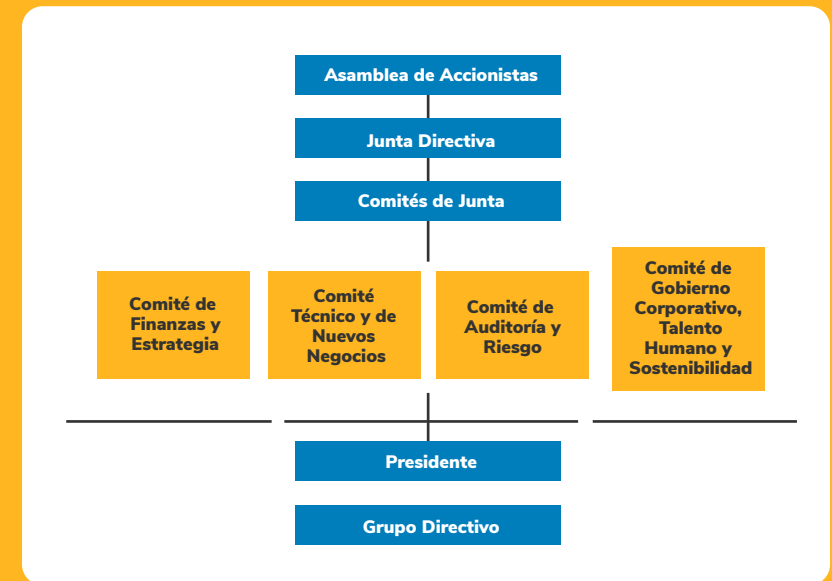 Asamblea de Accionistas
Junta Directiva
Comités de Junta
Comité de
Finanzas y
Estrategia
Comité
Técnico y de
Nuevos
Negocios
Comité de
Auditoría y
Riesgo
Comité de
Gobierno
Corporativo,
Talento
Humano y
Sostenibilidad
Presidente
Grupo Directivo